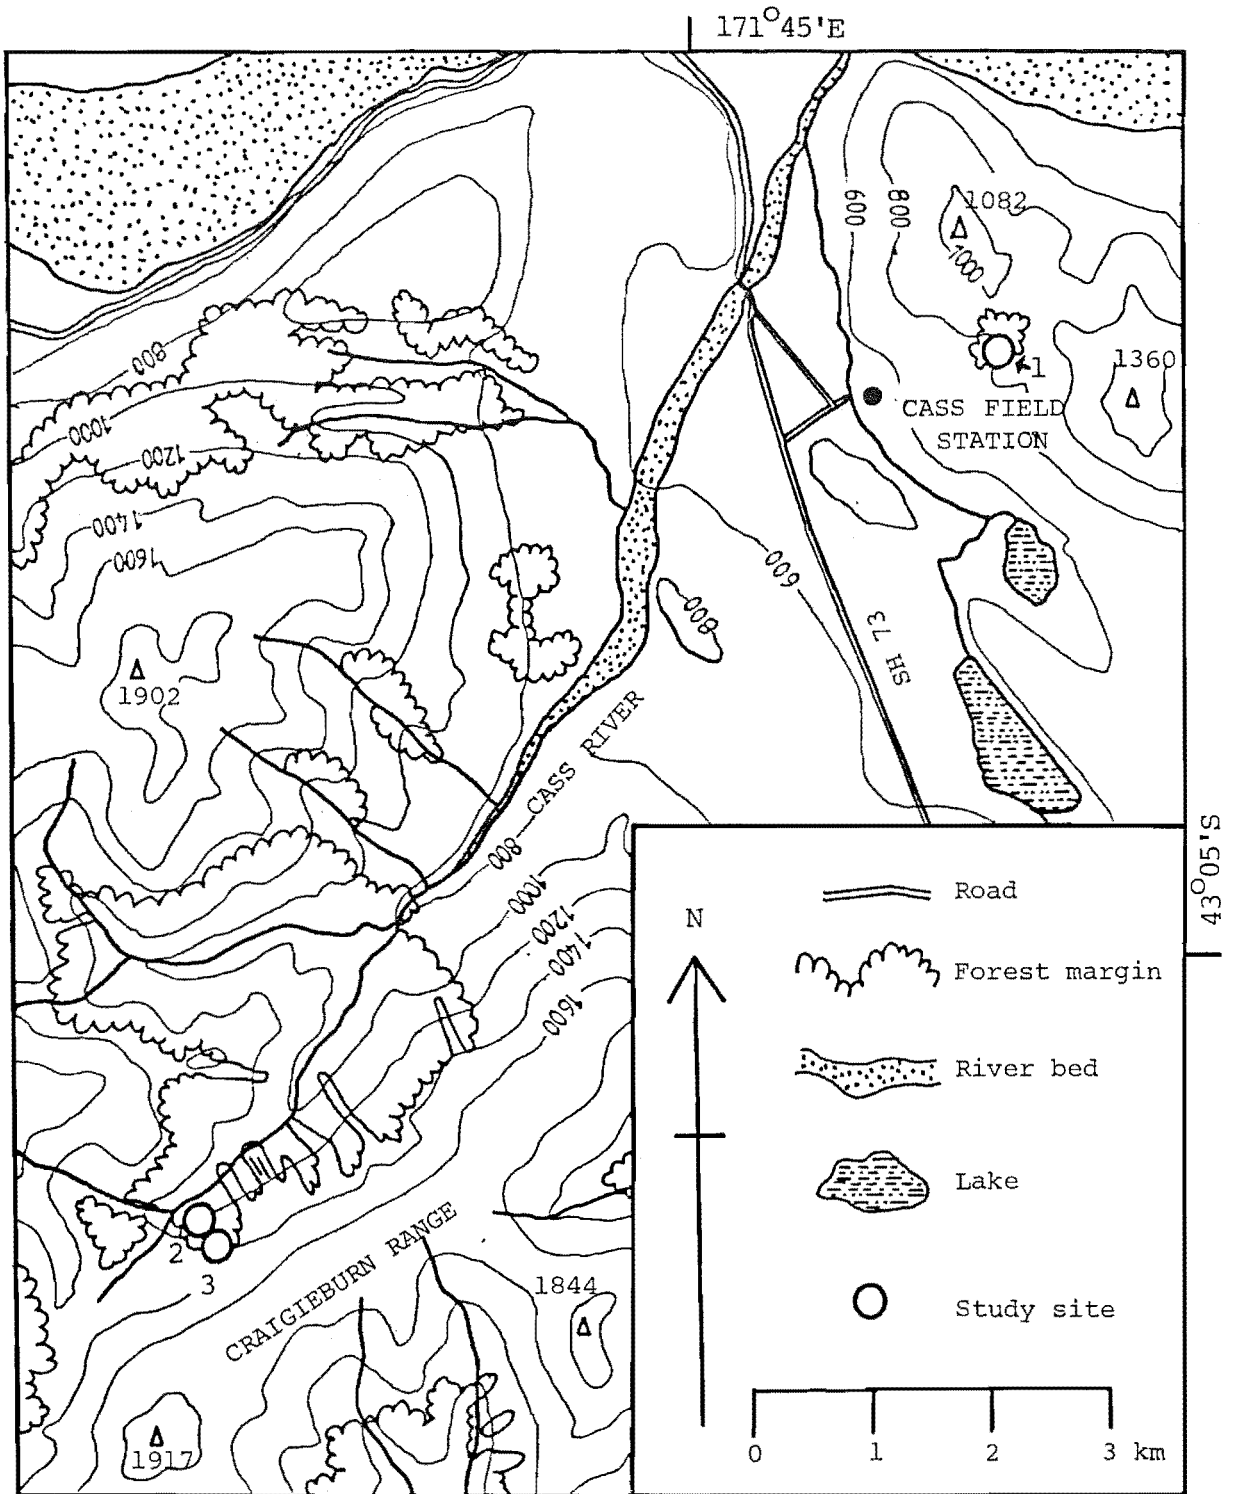 171°45'E
1082
600
800
1000
1
1360
CASS FIELD
STATION
800
1000
1200
1400
1600
600
800
SH 73
1902
CASS RIVER
800
1000
1200
1400
1600
43°05'S
N
Road
Forest margin
River bed
Lake
Study site
0 1 2 3 km
2
3
CRAIGIEBURN RANGE
1844
1917